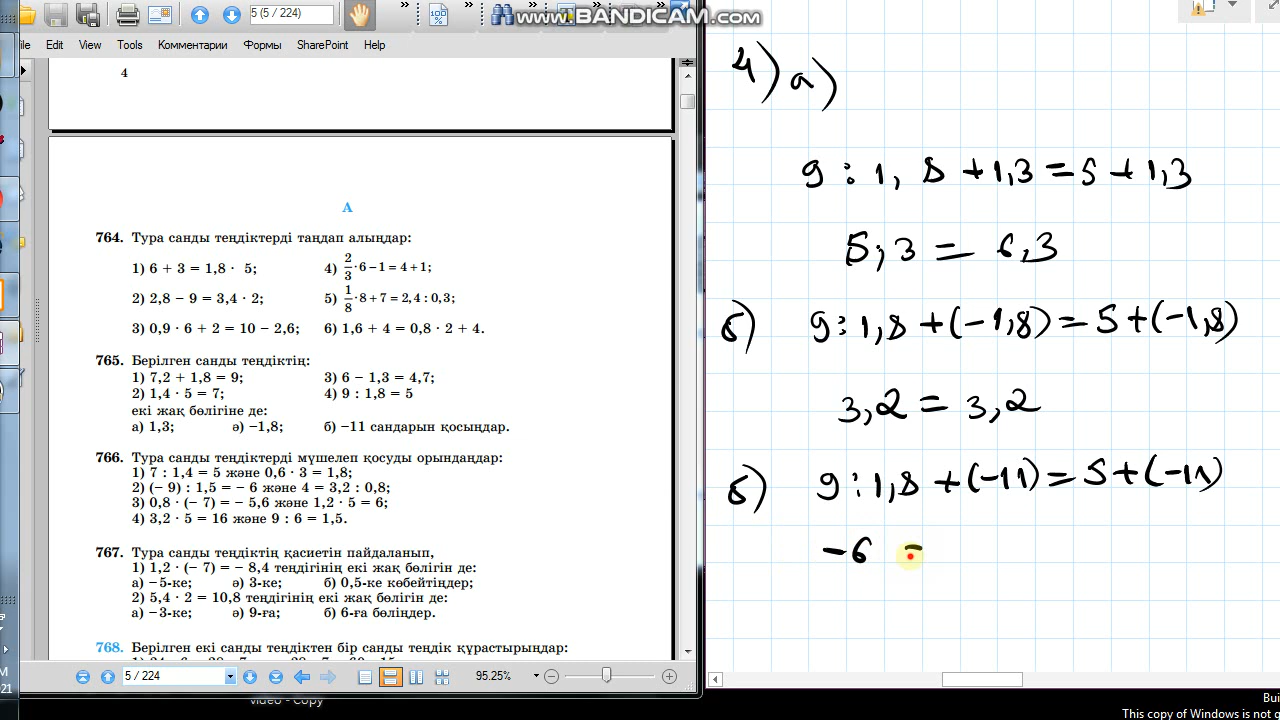 5 (5 / 224)
www.BANDICAM.com
ile Edit View Tools Комментарии Формы SharePoint Help
4
А
764. Тура санды теңдіктерді таңдап алыңдар:
1) 6 + 3 = 1,8 · 5; 4) 2/3 · 6 − 1 = 4 + 1;
2) 2,8 − 9 = 3,4 · 2; 5) 1/8 · 8 + 7 = 2,4 : 0,3;
3) 0,9 · 6 + 2 = 10 − 2,6; 6) 1,6 + 4 = 0,8 · 2 + 4.
765. Берілген санды теңдіктің:
1) 7,2 + 1,8 = 9; 3) 6 − 1,3 = 4,7;
2) 1,4 · 5 = 7; 4) 9 : 1,8 = 5
екі жақ бөлігіне де:
а) 1,3; ә) −1,8; б) −11 сандарын қосыңдар.
766. Тура санды теңдіктерді мүшелеп қосуды орындаңдар:
1) 7 : 1,4 = 5 және 0,6 · 3 = 1,8;
2) (− 9) : 1,5 = − 6 және 4 = 3,2 : 0,8;
3) 0,8 · (− 7) = − 5,6 және 1,2 · 5 = 6;
4) 3,2 · 5 = 16 және 9 : 6 = 1,5.
767. Тура санды теңдіктің қасиетін пайдаланып,
1) 1,2 · (− 7) = − 8,4 теңдігінің екі жақ бөлігін де:
а) −5-ке; ә) 3-ке; б) 0,5-ке көбейтіңдер;
2) 5,4 · 2 = 10,8 теңдігінің екі жақ бөлігін де:
а) −3-ке; ә) 9-ға; б) 6-ға бөліңдер.
768. Берілген екі санды теңдіктен бір санды теңдік құрастырыңдар:
5 / 224 95.25%
video - Copy
4) а)
9 : 1,8 + 1,3 = 5 + 1,3
5,3 = 6,3
б) 9 : 1,8 + (−1,8) = 5 + (−1,8)
3,2 = 3,2
б) 9 : 1,8 + (−11) = 5 + (−11)
−6 =
M
21
Bui
This copy of Windows is not g